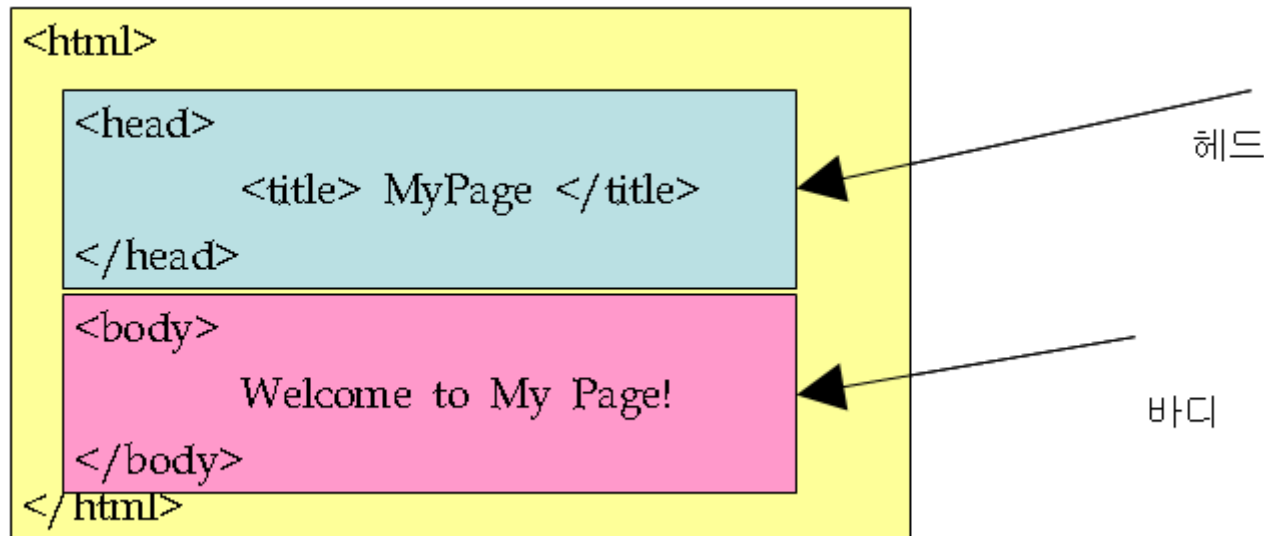 <html>
<head>
헤드
<title> MyPage </title>
</head>
<body>
Welcome to My Page!
바디
</body>
</html>